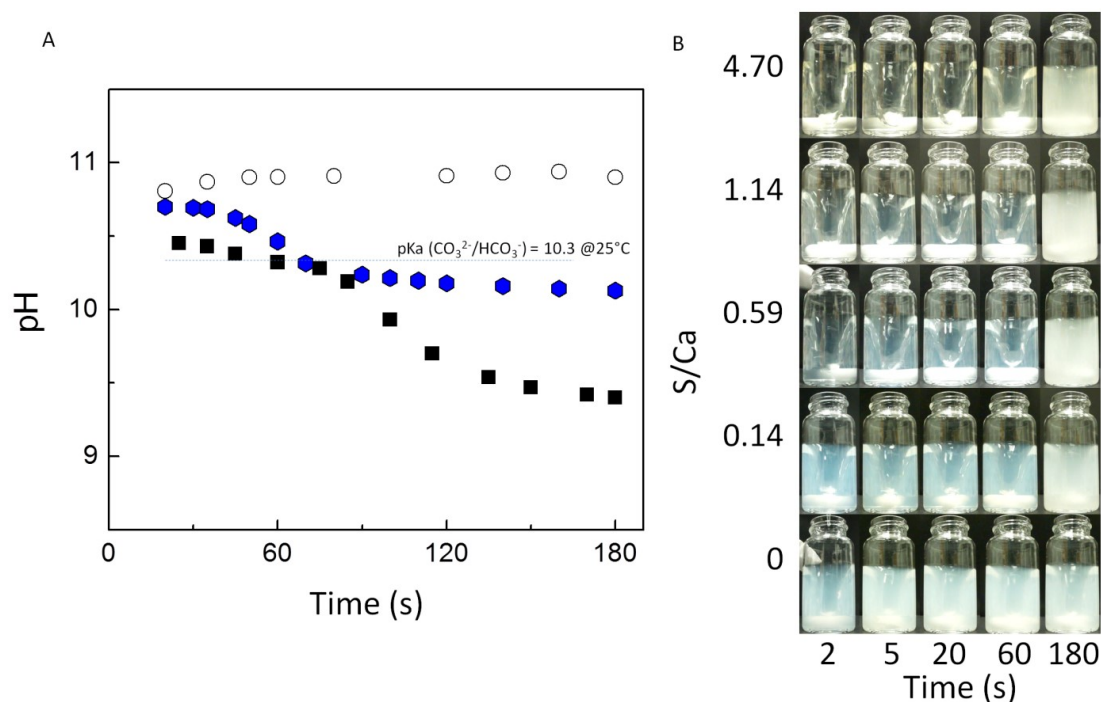 A
B
11
10
9
pH
pKa (CO₃²⁻/HCO₃⁻) = 10.3 @25°C
0
60
120
180
Time (s)
S/Ca
4.70
1.14
0.59
0.14
0
2
5
20
60
180
Time (s)